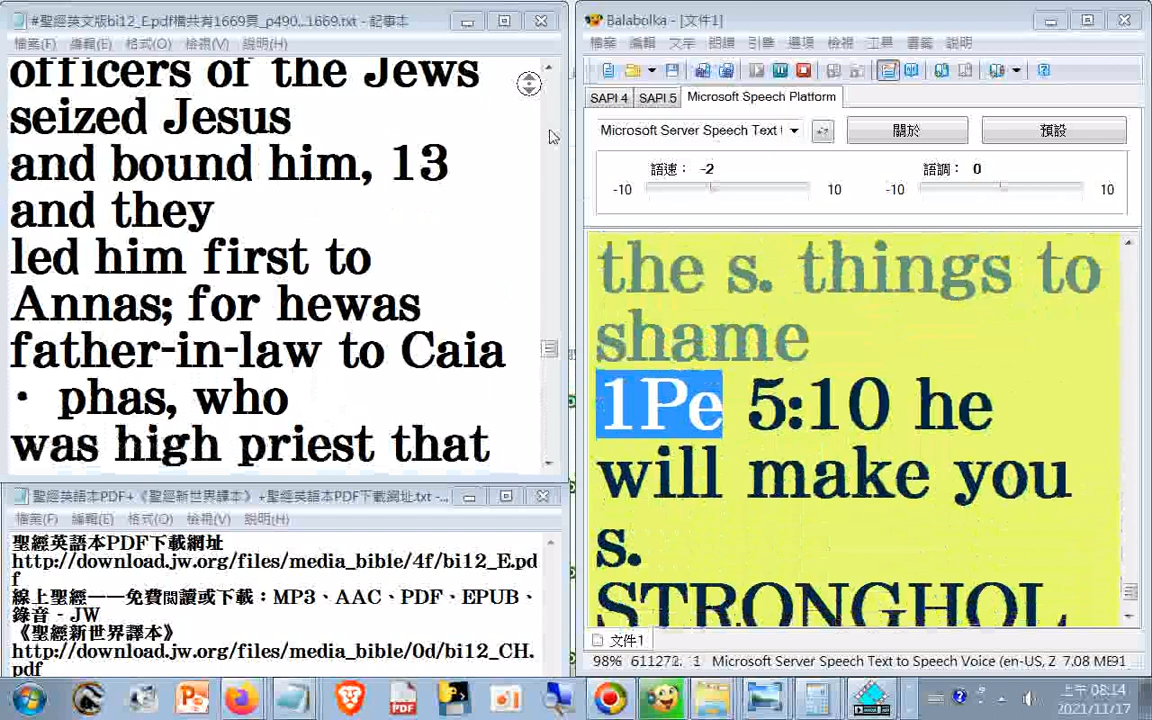 #聖經英文版bi12_E.pdf檔共有1669頁_p490,..1669.txt - 記事本
檔案(F) 編輯(E) 格式(O) 檢視(V) 說明(H)
officers of the Jews
seized Jesus
and bound him, 13
and they
led him first to
Annas; for hewas
father-in-law to Caia
· phas, who
was high priest that
聖經英語本PDF+《聖經新世界譯本》+聖經英語本PDF下載網址.txt - ...
檔案(F) 編輯(E) 格式(O) 檢視(V) 說明(H)
聖經英語本PDF下載網址
http://download.jw.org/files/media_bible/4f/bi12_E.pd
f
線上聖經——免費閱讀或下載：MP3、AAC、PDF、EPUB、
錄音 - JW
《聖經新世界譯本》
http://download.jw.org/files/media_bible/0d/bi12_CH.
pdf
Balabolka - [文件1]
檔案 編輯 文字 朗讀 引擎 選項 檢視 工具 書籤 說明
SAPI 4 SAPI 5 Microsoft Speech Platform
Microsoft Server Speech Text 關於 預設
語速： -2 語調： 0
-10 10 -10 10
the s. things to
shame
1Pe 5:10 he
will make you
s.
STRONGHOL
文件1
98% 611272. 1 Microsoft Server Speech Text to Speech Voice (en-US, Z 7.08 ME91
上午 08:14
2021/11/17